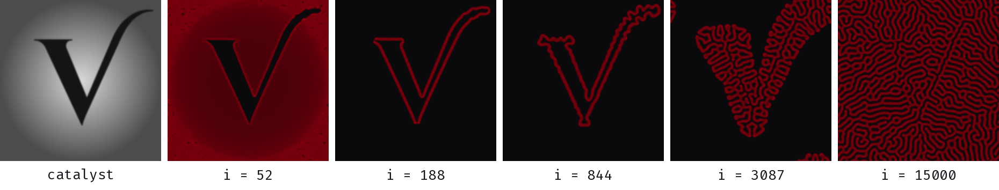 V
catalyst
i = 52
i = 188
i = 844
i = 3087
i = 15000